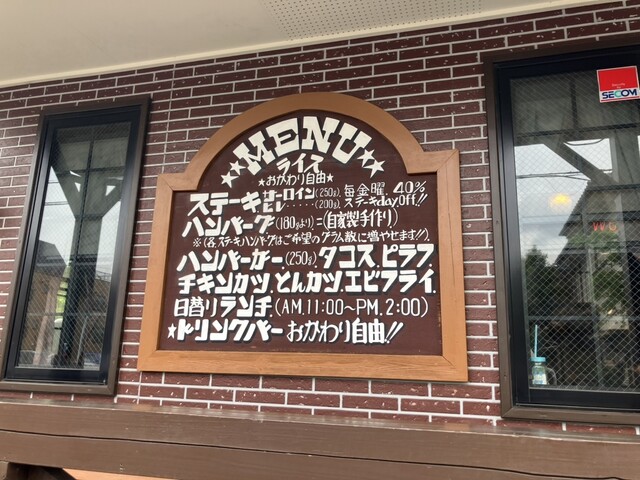 ★★MENU★★
ライス
★おかわり自由★
ステーキ サーロイン(250g). 毎金曜. 40%
ヒレ・・・・・・(200g). ステーキday.Off.!!
ハンバーグ(180gより)=(自家製手作り)
※(各ステーキ.ハンバーグはご希望のグラム数に増やせます!!)
ハンバーガー(250g).タコス.ピラフ.
チキンカツ.とんカツ.エビフライ.
日替りランチ(AM.11:00〜PM.2:00)
★ドリンクバー おかわり自由!!
SECOM